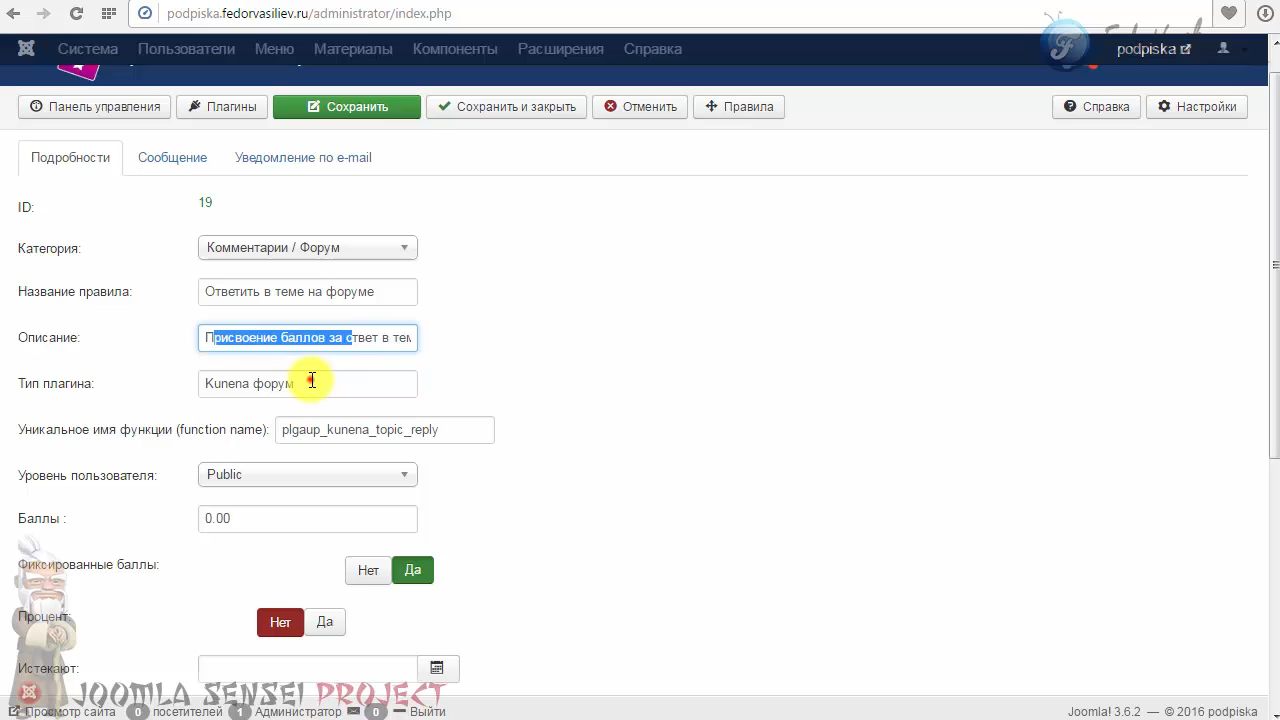 podpiska.fedorvasiliev.ru/administrator/index.php
Система Пользователи Меню Материалы Компоненты Расширения Справка podpiska
Панель управления Плагины Сохранить Сохранить и закрыть Отменить Правила Справка Настройки
Подробности Сообщение Уведомление по e-mail
ID: 19
Категория: Комментарии / Форум
Название правила: Ответить в теме на форуме
Описание: Присвоение баллов за ответ в тем
Тип плагина: Kunena форум
Уникальное имя функции (function name): plgaup_kunena_topic_reply
Уровень пользователя: Public
Баллы : 0.00
Фиксированные баллы: Нет Да
Процент: Нет Да
Истекают:
JOOMLA SENSEI PROJECT
Просмотр сайта 0 посетителей 1 Администратор 0 Выйти Joomla! 3.6.2 — © 2016 podpiska